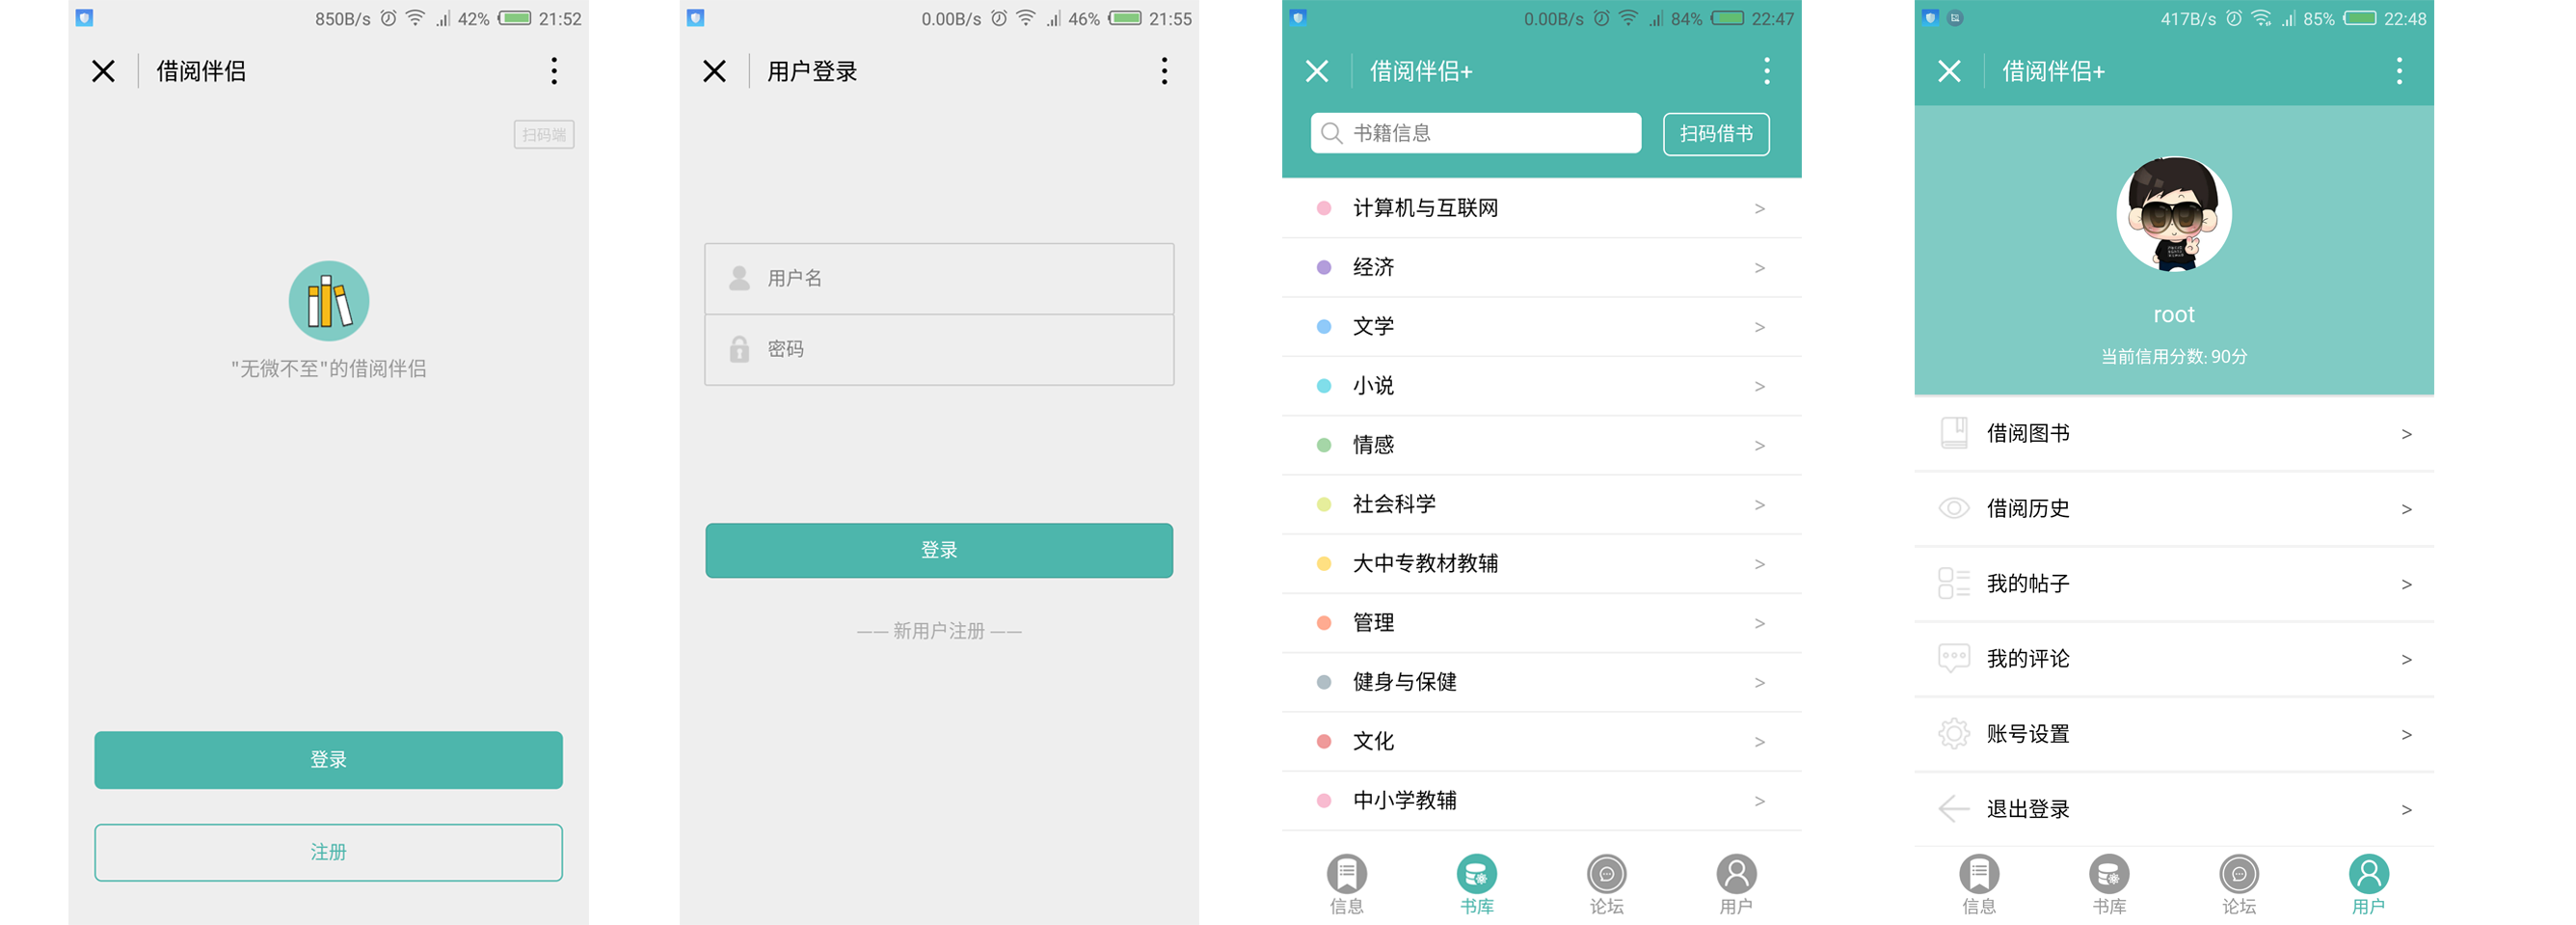 850B/s 42% 21:52
借阅伴侣
扫码端
"无微不至"的借阅伴侣
登录
注册
0.00B/s 46% 21:55
用户登录
用户名
密码
登录
—— 新用户注册 ——
0.00B/s 84% 22:47
借阅伴侣+
书籍信息
扫码借书
计算机与互联网 >
经济 >
文学 >
小说 >
情感 >
社会科学 >
大中专教材教辅 >
管理 >
健身与保健 >
文化 >
中小学教辅 >
信息 书库 论坛 用户
417B/s 85% 22:48
借阅伴侣+
root
当前信用分数: 90分
借阅图书 >
借阅历史 >
我的帖子 >
我的评论 >
账号设置 >
退出登录 >
信息 书库 论坛 用户